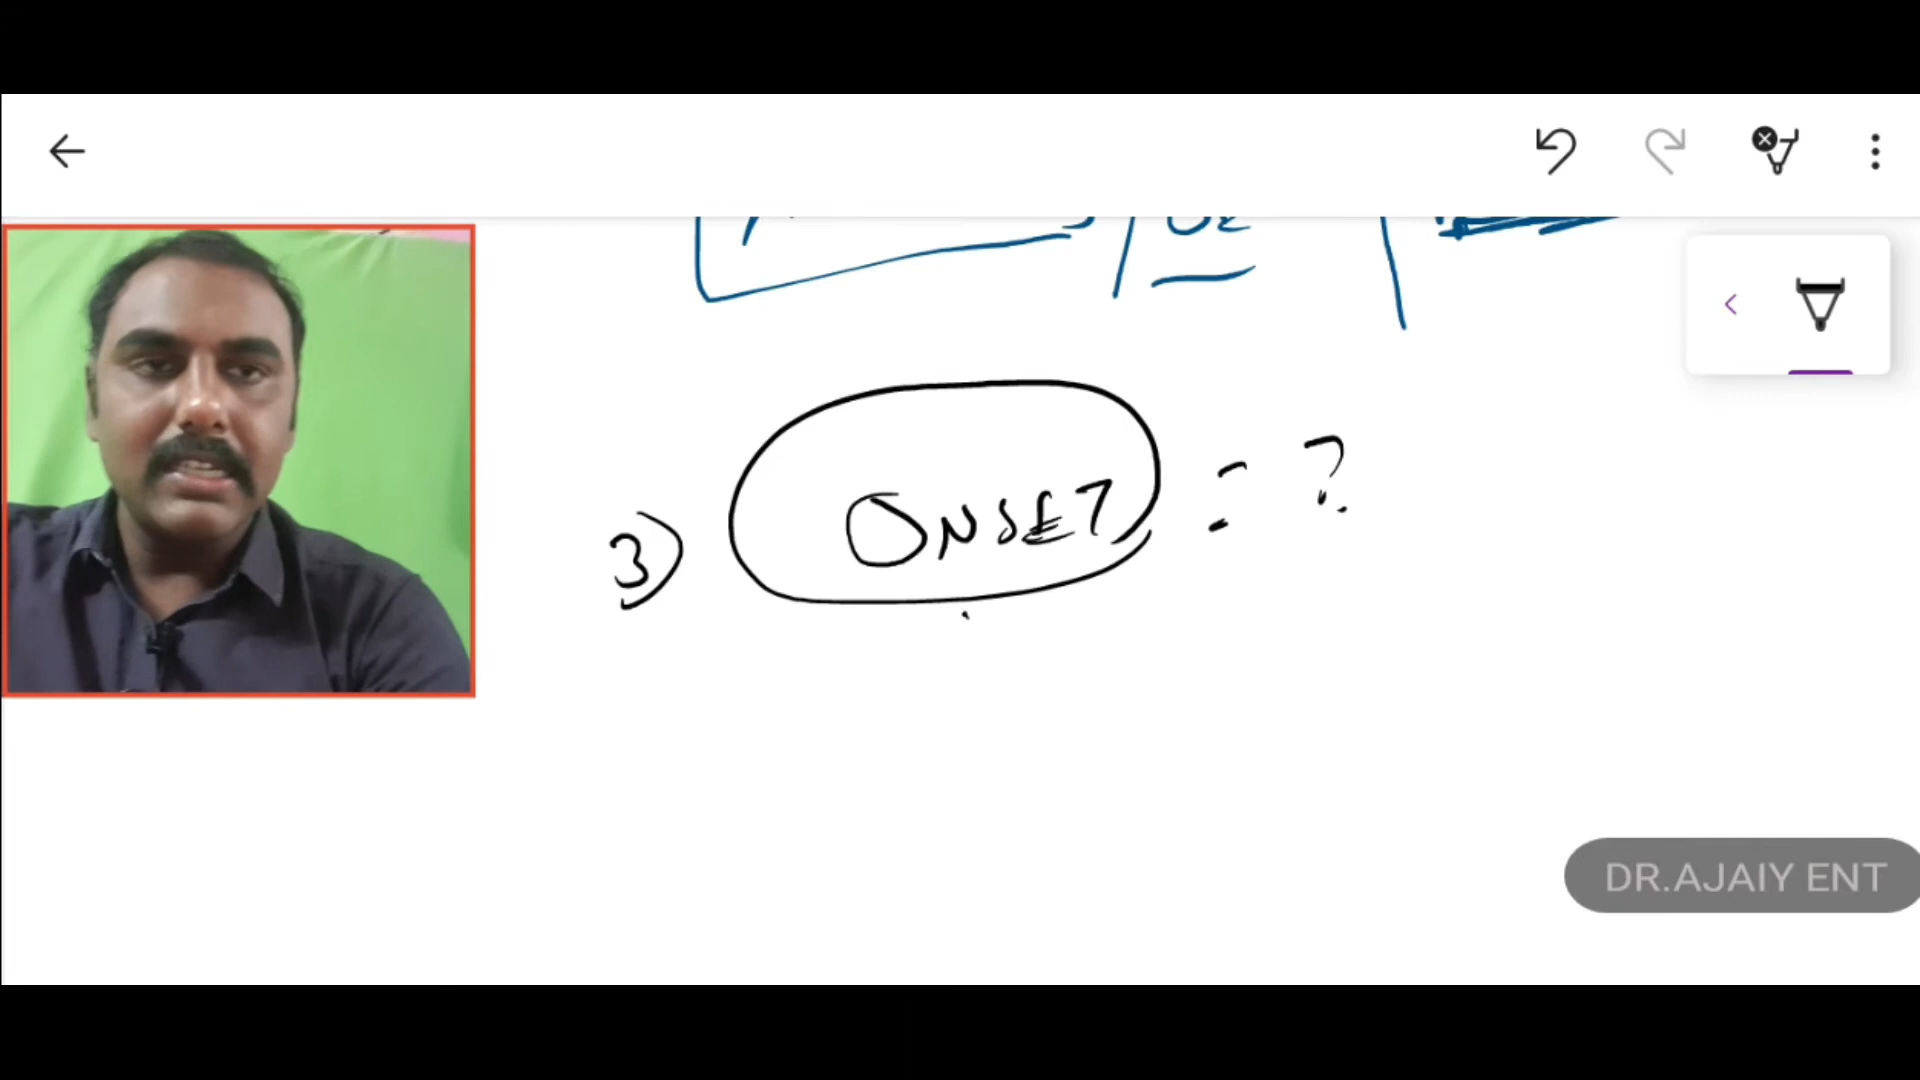 3) ONSET = ?
DR.AJAIY ENT